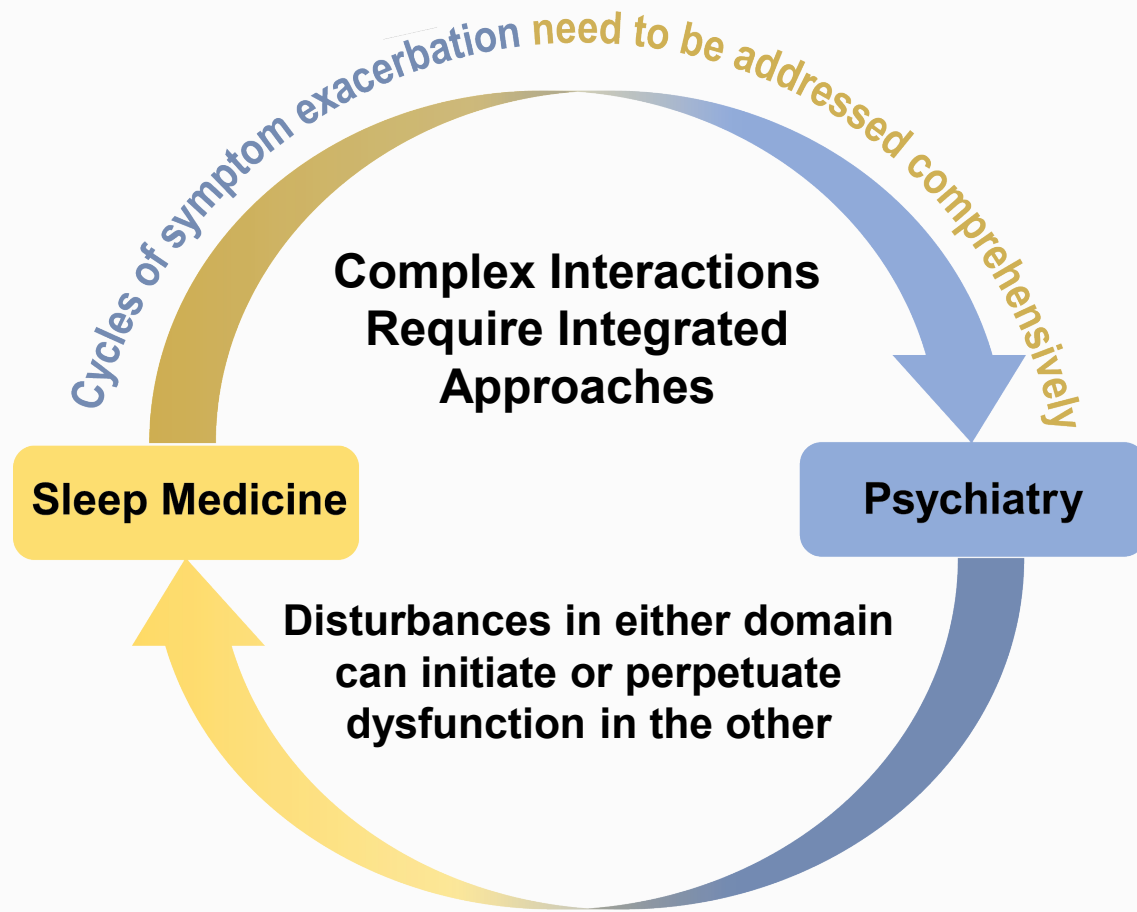 Cycles of symptom exacerbation need to be addressed comprehensively
Complex Interactions
Require Integrated
Approaches
Sleep Medicine
Psychiatry
Disturbances in either domain
can initiate or perpetuate
dysfunction in the other